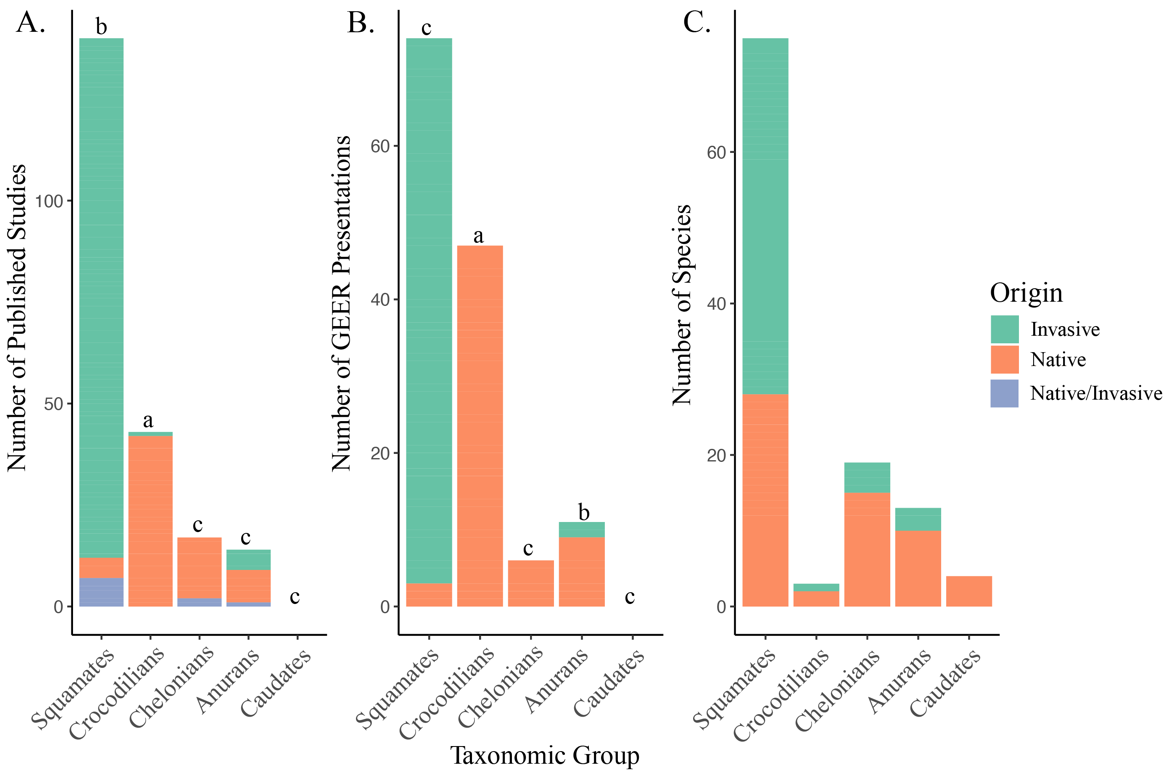 A.
Number of Published Studies
100
50
0
b
a
c
c
c
Squamates
Crocodilians
Chelonians
Anurans
Caudates
B.
Number of GEER Presentations
60
40
20
0
c
a
c
b
c
Squamates
Crocodilians
Chelonians
Anurans
Caudates
C.
Number of Species
60
40
20
0
Squamates
Crocodilians
Chelonians
Anurans
Caudates
Taxonomic Group
Origin
Invasive
Native
Native/Invasive